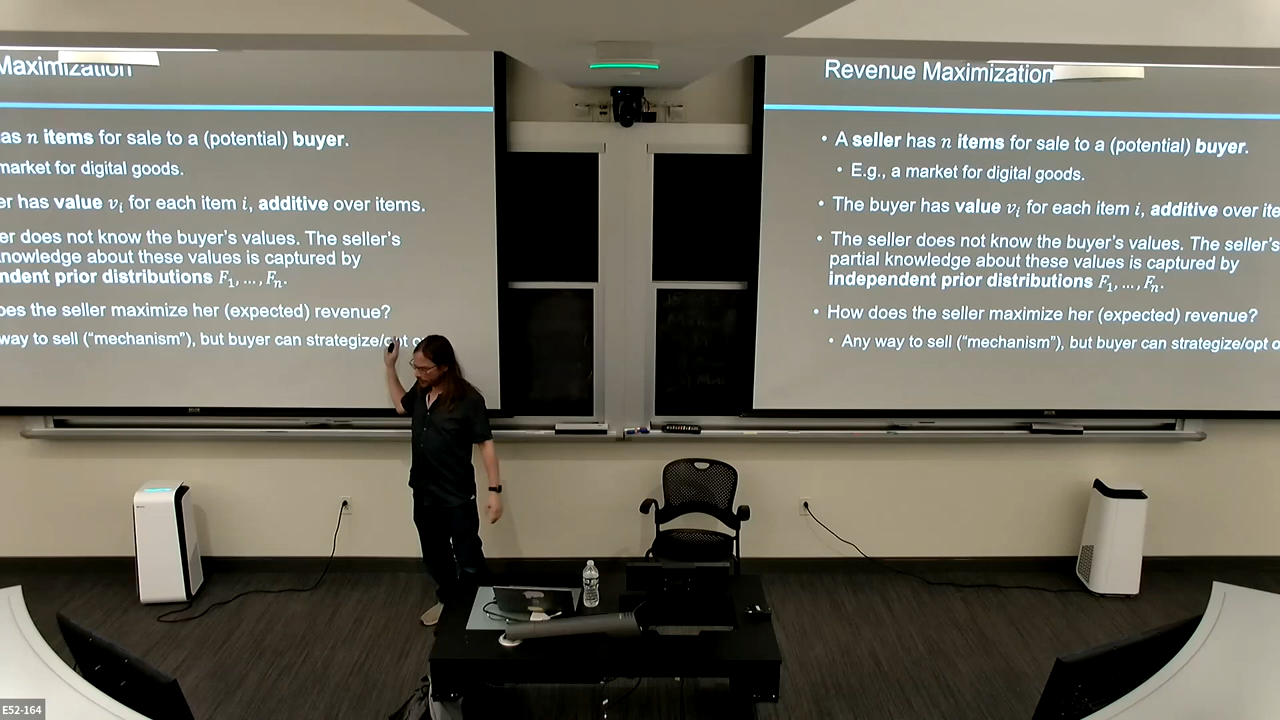 Maximization
as n items for sale to a (potential) buyer.
market for digital goods.
er has value vᵢ for each item i, additive over items.
er does not know the buyer's values. The seller's
knowledge about these values is captured by
ndent prior distributions F₁, ..., Fₙ.
oes the seller maximize her (expected) revenue?
way to sell ("mechanism"), but buyer can strategize/opt o
Revenue Maximization
• A seller has n items for sale to a (potential) buyer.
• E.g., a market for digital goods.
• The buyer has value vᵢ for each item i, additive over ite
• The seller does not know the buyer's values. The seller's
partial knowledge about these values is captured by
independent prior distributions F₁, ..., Fₙ.
• How does the seller maximize her (expected) revenue?
• Any way to sell ("mechanism"), but buyer can strategize/opt o
E52-164